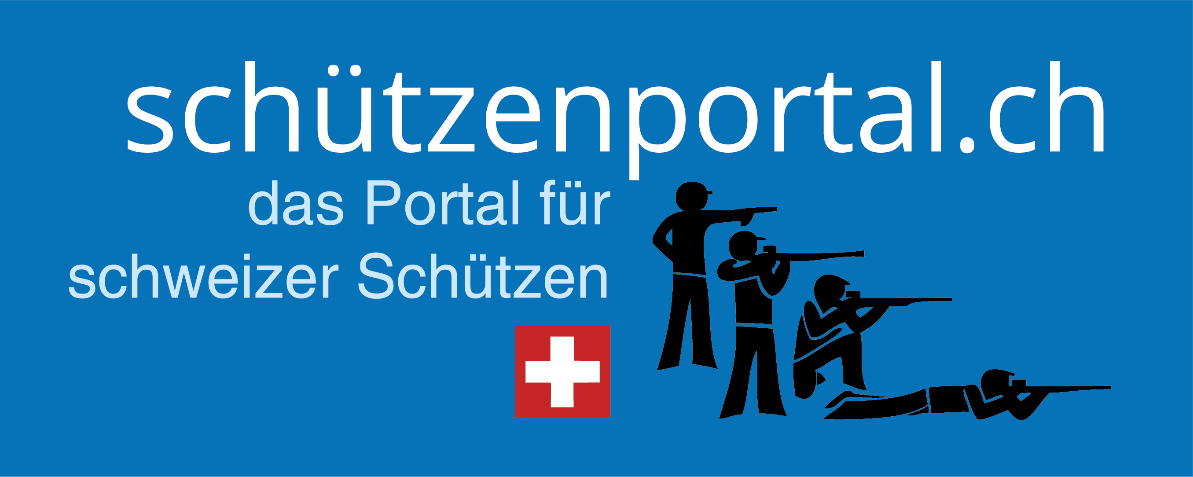 schützenportal.ch
das Portal für
schweizer Schützen